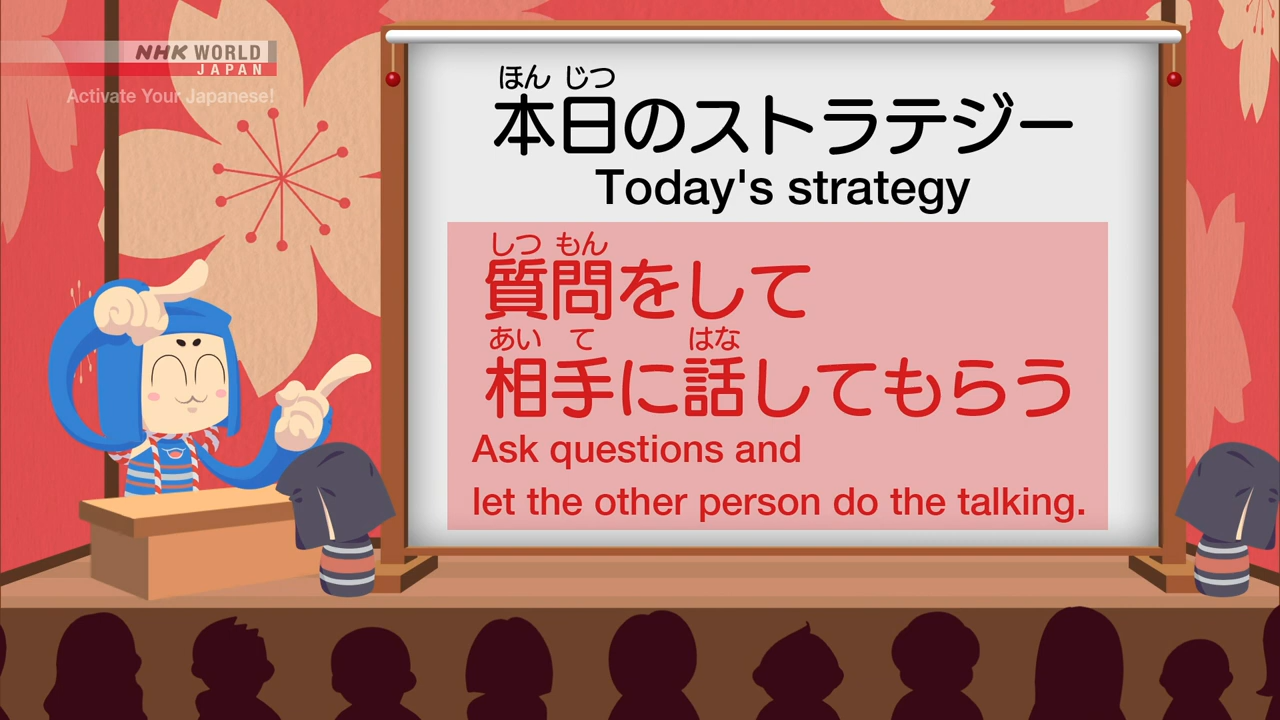 NHK WORLD
JAPAN
Activate Your Japanese!
ほん じつ
本日のストラテジー
Today's strategy
しつ もん
質問をして
あい て はな
相手に話してもらう
Ask questions and
let the other person do the talking.